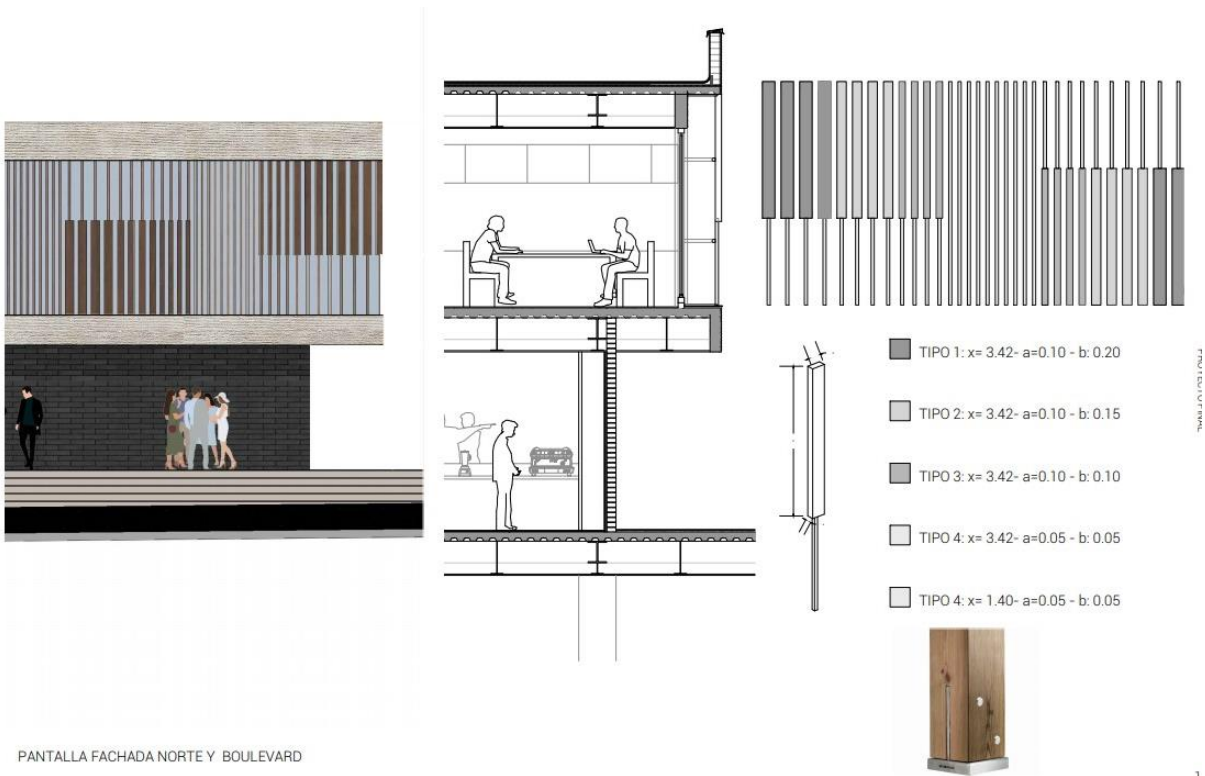 TIPO 1: x= 3.42- a=0.10 - b: 0.20
TIPO 2: x= 3.42- a=0.10 - b: 0.15
TIPO 3: x= 3.42- a=0.10 - b: 0.10
TIPO 4: x= 3.42- a=0.05 - b: 0.05
TIPO 4: x= 1.40- a=0.05 - b: 0.05
PANTALLA FACHADA NORTE Y BOULEVARD